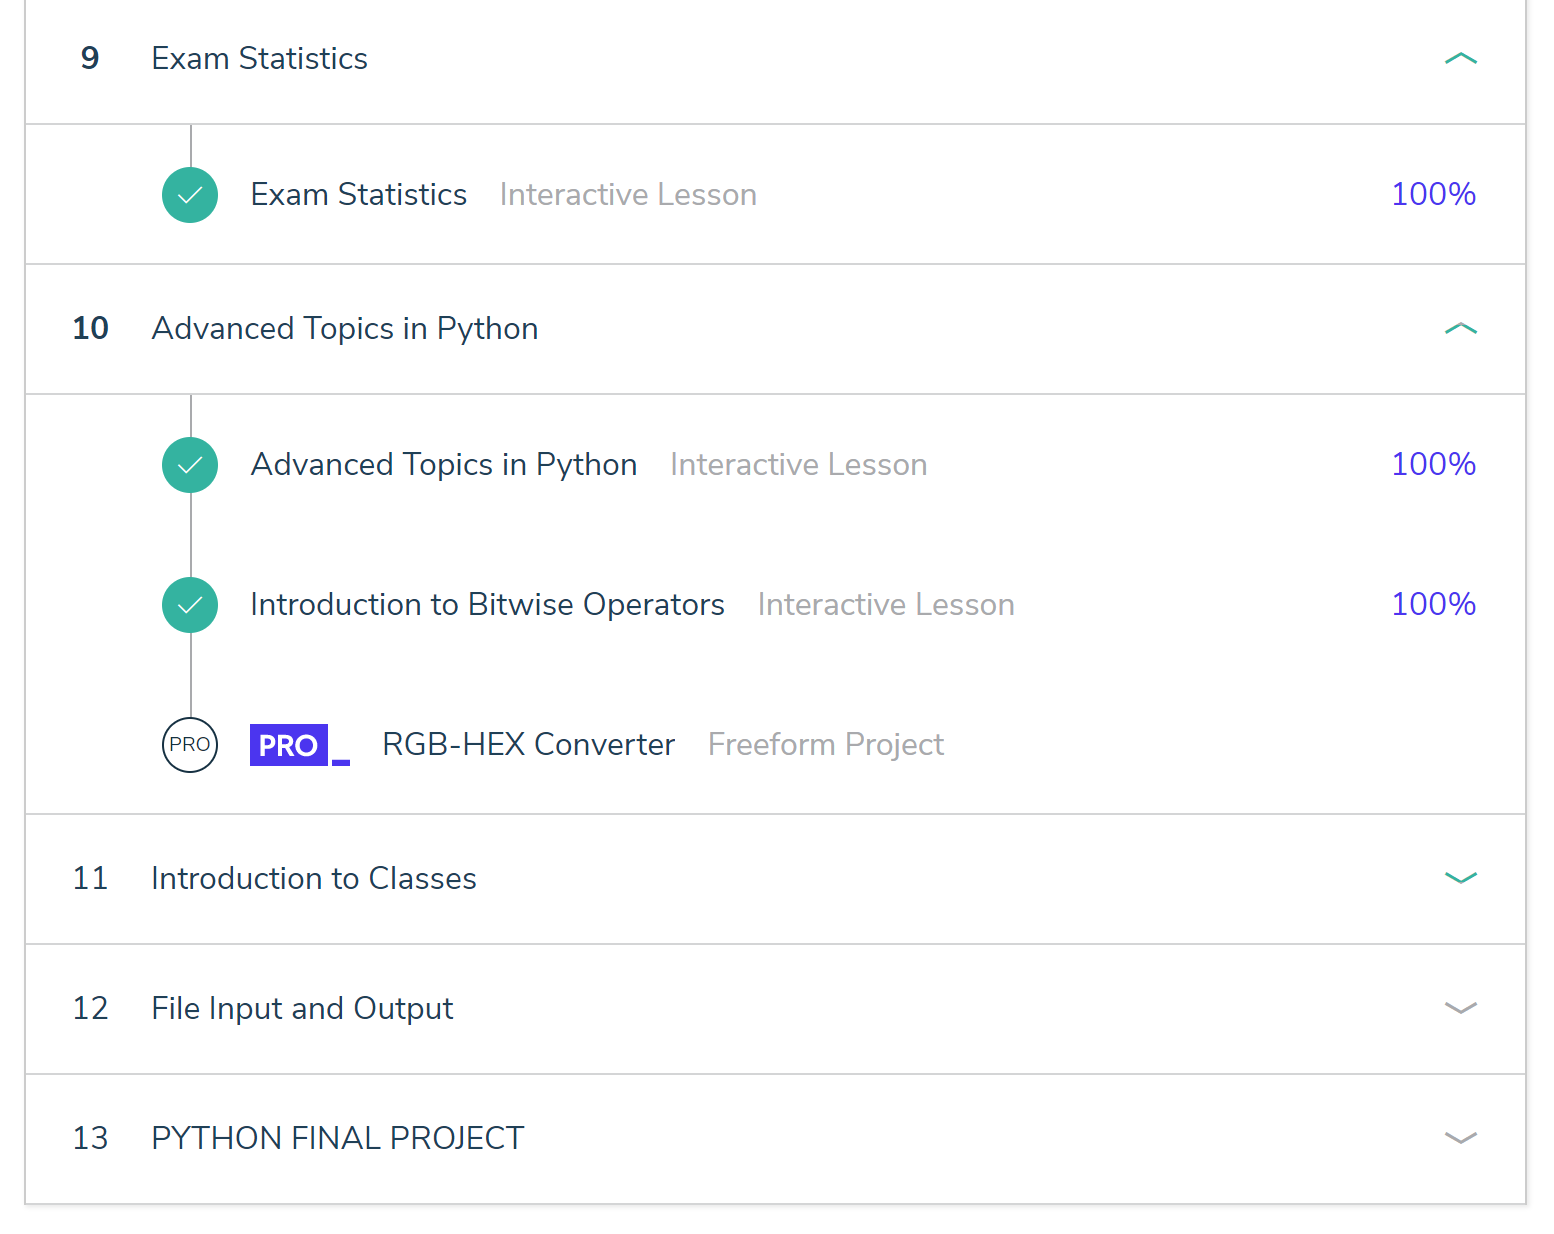 9 Exam Statistics
Exam Statistics Interactive Lesson 100%
10 Advanced Topics in Python
Advanced Topics in Python Interactive Lesson 100%
Introduction to Bitwise Operators Interactive Lesson 100%
PRO PRO_ RGB-HEX Converter Freeform Project
11 Introduction to Classes
12 File Input and Output
13 PYTHON FINAL PROJECT